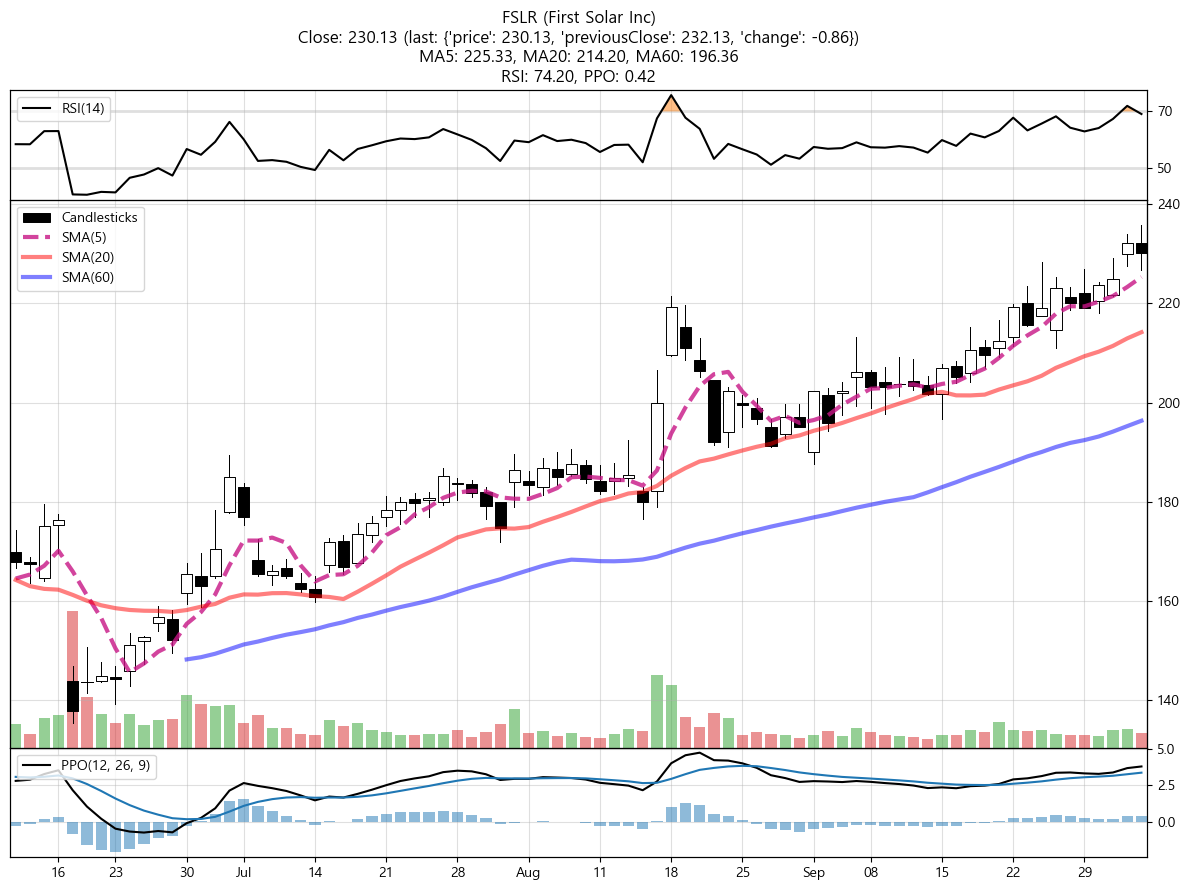 FSLR (First Solar Inc)
Close: 230.13 (last: {'price': 230.13, 'previousClose': 232.13, 'change': -0.86})
MA5: 225.33, MA20: 214.20, MA60: 196.36
RSI: 74.20, PPO: 0.42
RSI(14)
70
50
Candlesticks
SMA(5)
SMA(20)
SMA(60)
240
220
200
180
160
140
PPO(12, 26, 9)
5.0
2.5
0.0
16 23 30 Jul 14 21 28 Aug 11 18 25 Sep 08 15 22 29